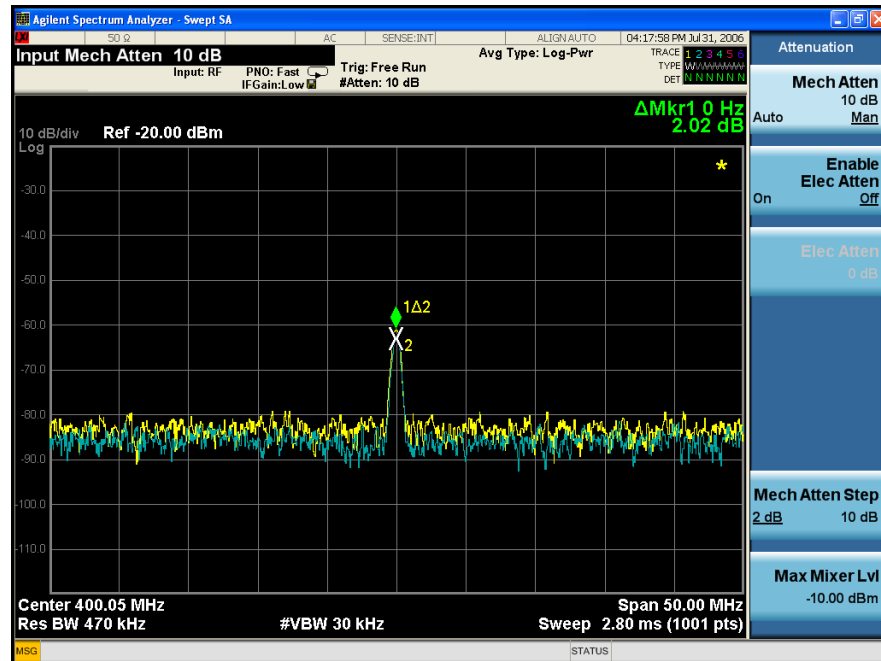 Agilent Spectrum Analyzer - Swept SA
LXI 50 Ω AC SENSE:INT ALIGN AUTO 04:17:58 PM Jul 31, 2006
Input Mech Atten 10 dB
Input: RF PNO: Fast IFGain:Low
Trig: Free Run
#Atten: 10 dB
Avg Type: Log-Pwr
TRACE 1 2 3 4 5 6
TYPE W
DET N N N N N N
ΔMkr1 0 Hz
2.02 dB
10 dB/div Ref -20.00 dBm
Log
*
-30.0
-40.0
-50.0
1Δ2
-60.0
X2
-70.0
-80.0
-90.0
-100.0
-110.0
Center 400.05 MHz Span 50.00 MHz
Res BW 470 kHz #VBW 30 kHz Sweep 2.80 ms (1001 pts)
MSG STATUS
Attenuation
Mech Atten
10 dB
Auto Man
Enable
Elec Atten
On Off
Elec Atten
0 dB
Mech Atten Step
2 dB 10 dB
Max Mixer Lvl
-10.00 dBm